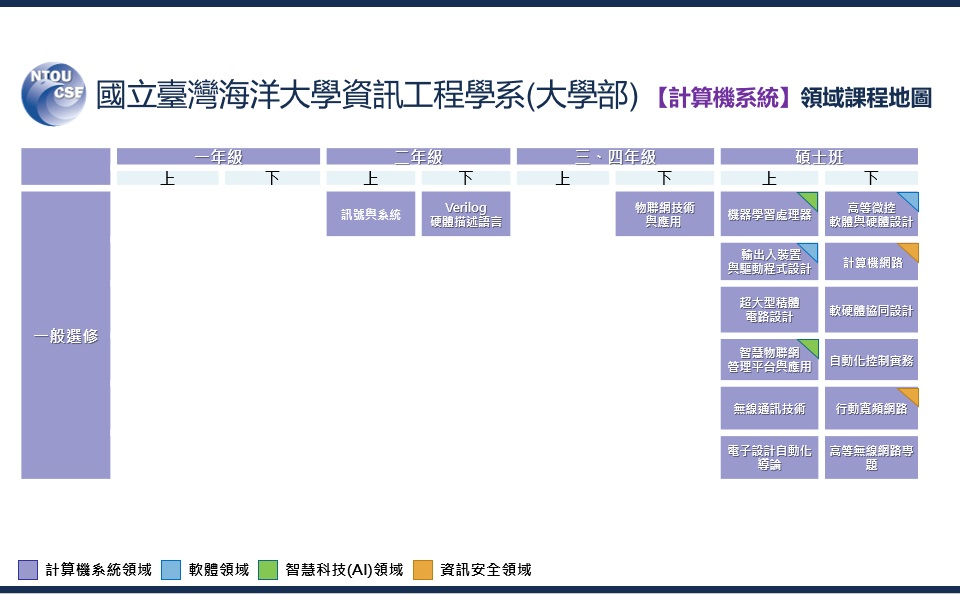 NTOU
CSE
國立臺灣海洋大學資訊工程學系(大學部)【計算機系統】領域課程地圖
一年級
二年級
三、四年級
碩士班
上
下
上
下
上
下
上
下
一般選修
訊號與系統
Verilog
硬體描述語言
物聯網技術
與應用
機器學習處理器
高等微控
軟體與硬體設計
輸出入裝置
與驅動程式設計
計算機網路
超大型積體
電路設計
軟硬體協同設計
智慧物聯網
管理平台與應用
自動化控制實務
無線通訊技術
行動寬頻網路
電子設計自動化
導論
高等無線網路專
題
計算機系統領域
軟體領域
智慧科技(AI)領域
資訊安全領域